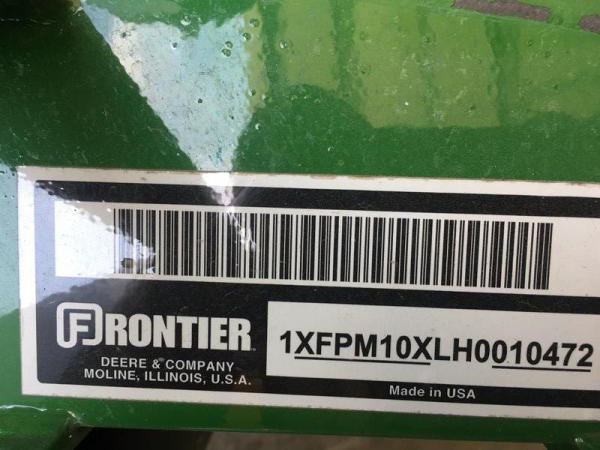 FRONTIER
DEERE & COMPANY
MOLINE, ILLINOIS, U.S.A.
1XFPM10XLH0010472
Made in USA